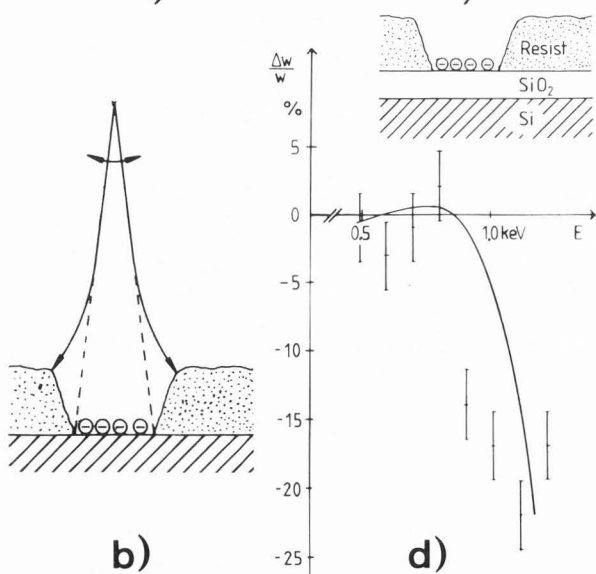 Δw
w
%
Resist
SiO₂
Si
5
0
0.5
1.0 keV
E
-5
-10
-15
-20
-25
⊖ ⊖ ⊖ ⊖
⊖ ⊖ ⊖ ⊖
b)
d)